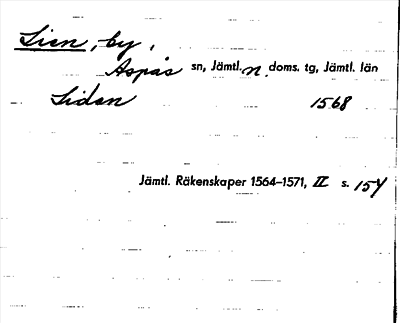 Lien, by,
Aspås sn, Jämtl. n. doms. tg, Jämtl. län
Liden 1568
Jämtl. Räkenskaper 1564–1571, II s. 154